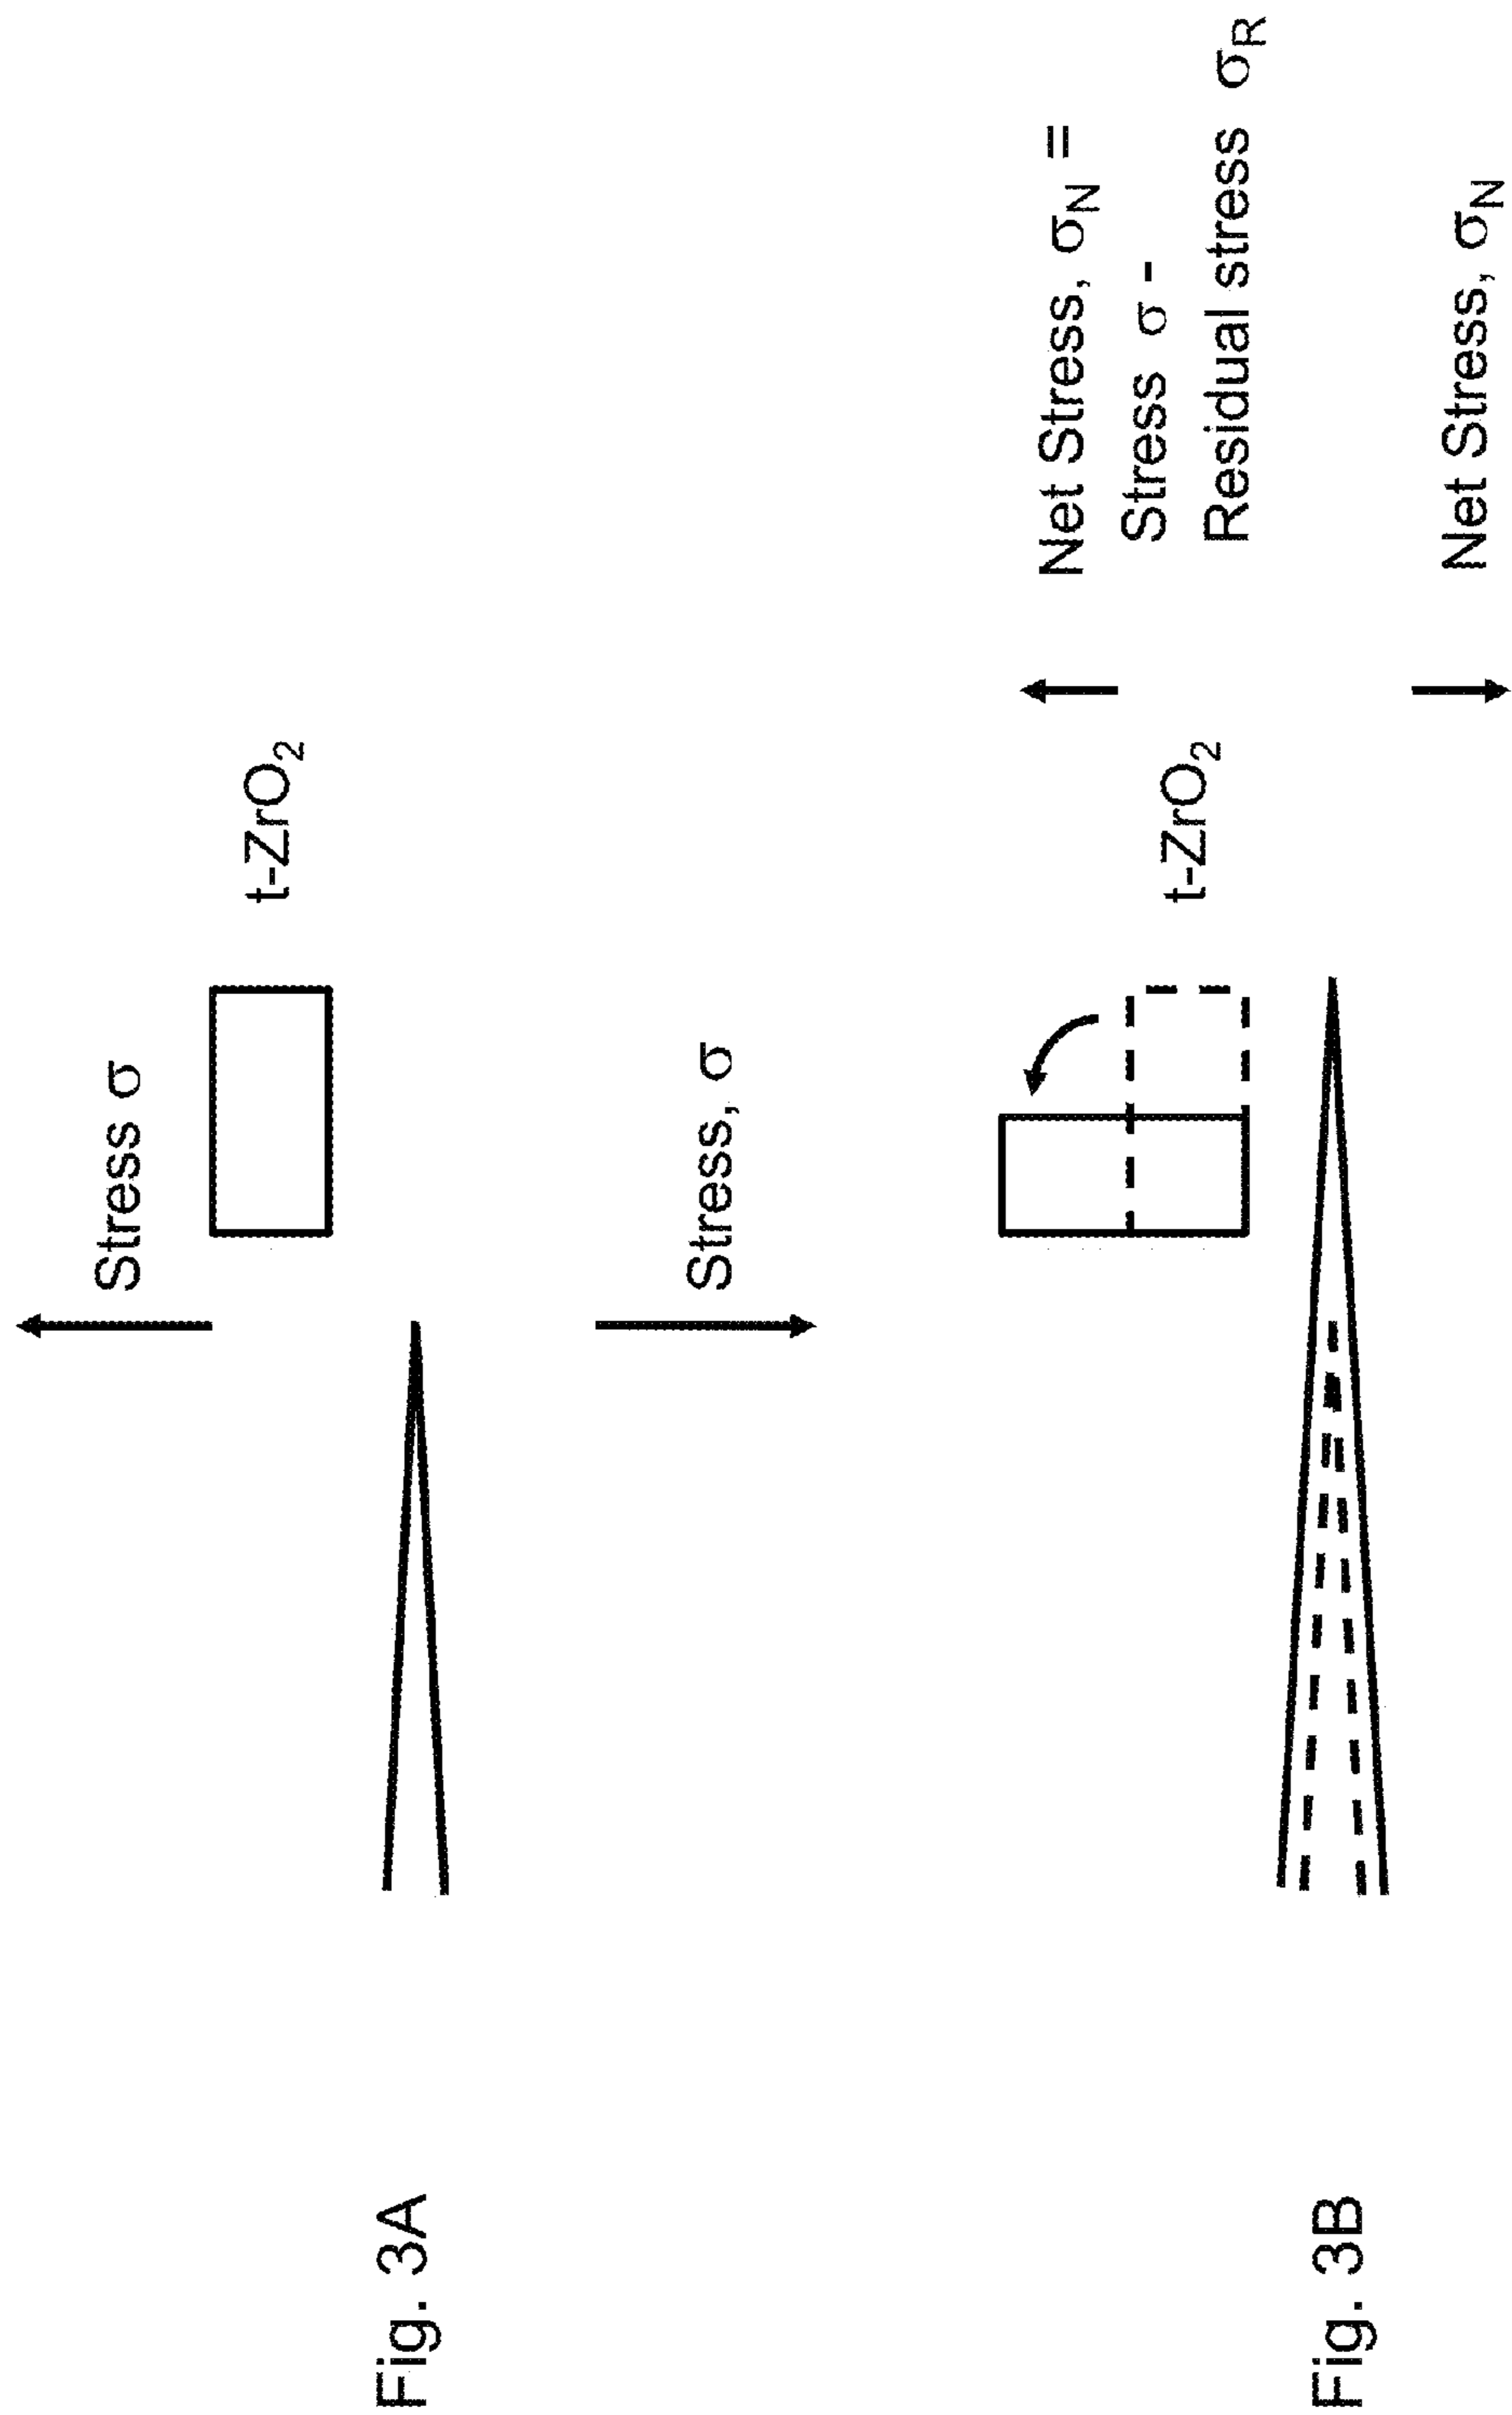 Fig. 3A
Stress σ
t-ZrO₂
Stress, σ
Fig. 3B
t-ZrO₂
Net Stress, σN =
Stress σ -
Residual stress σR
Net Stress, σN